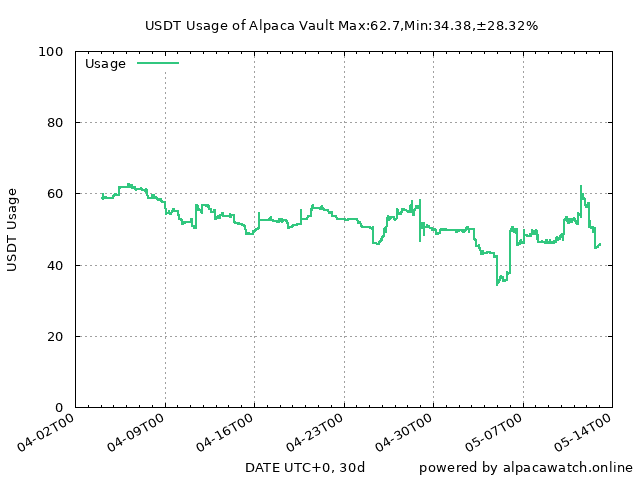 USDT Usage of Alpaca Vault Max:62.7,Min:34.38,±28.32%
100
Usage
80
60
USDT Usage
40
20
0
04-02T00
04-09T00
04-16T00
04-23T00
04-30T00
05-07T00
05-14T00
DATE UTC+0, 30d
powered by alpacawatch.online